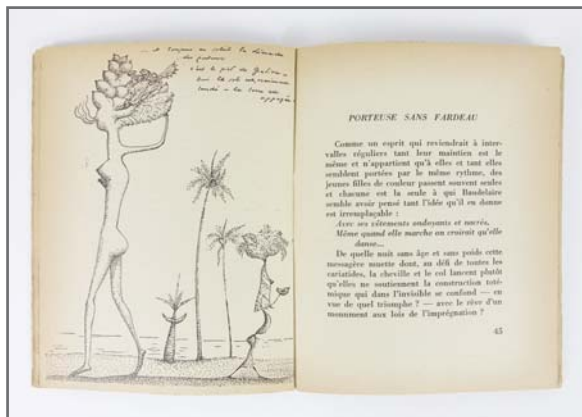 ... et toujours
des palmes
c'est le
PORTEUSE SANS FARDEAU
Comme un esprit qui reviendrait à inter-
valles réguliers tant leur maintien est le
même et n'appartient qu'à elles et tant elles
semblent portées par le même rythme, des
jeunes filles de couleur passent souvent seules
et chacune est la seule à qui Baudelaire
semble avoir pensé tant l'idée qu'il en donne
est irremplaçable :
Avec ses vêtements ondoyants et nacrés,
Même quand elle marche on croirait qu'elle
danse...
De quelle nuit sans âge et sans poids cette
messagère muette dont, au défi de toutes les
cariatides, la cheville et le col lancent plutôt
qu'elles ne soutiennent la construction toté-
mique qui dans l'invisible se confond — en
vue de quel triomphe ? — avec le rêve d'un
monument aux lois de l'imprégnation ?
45